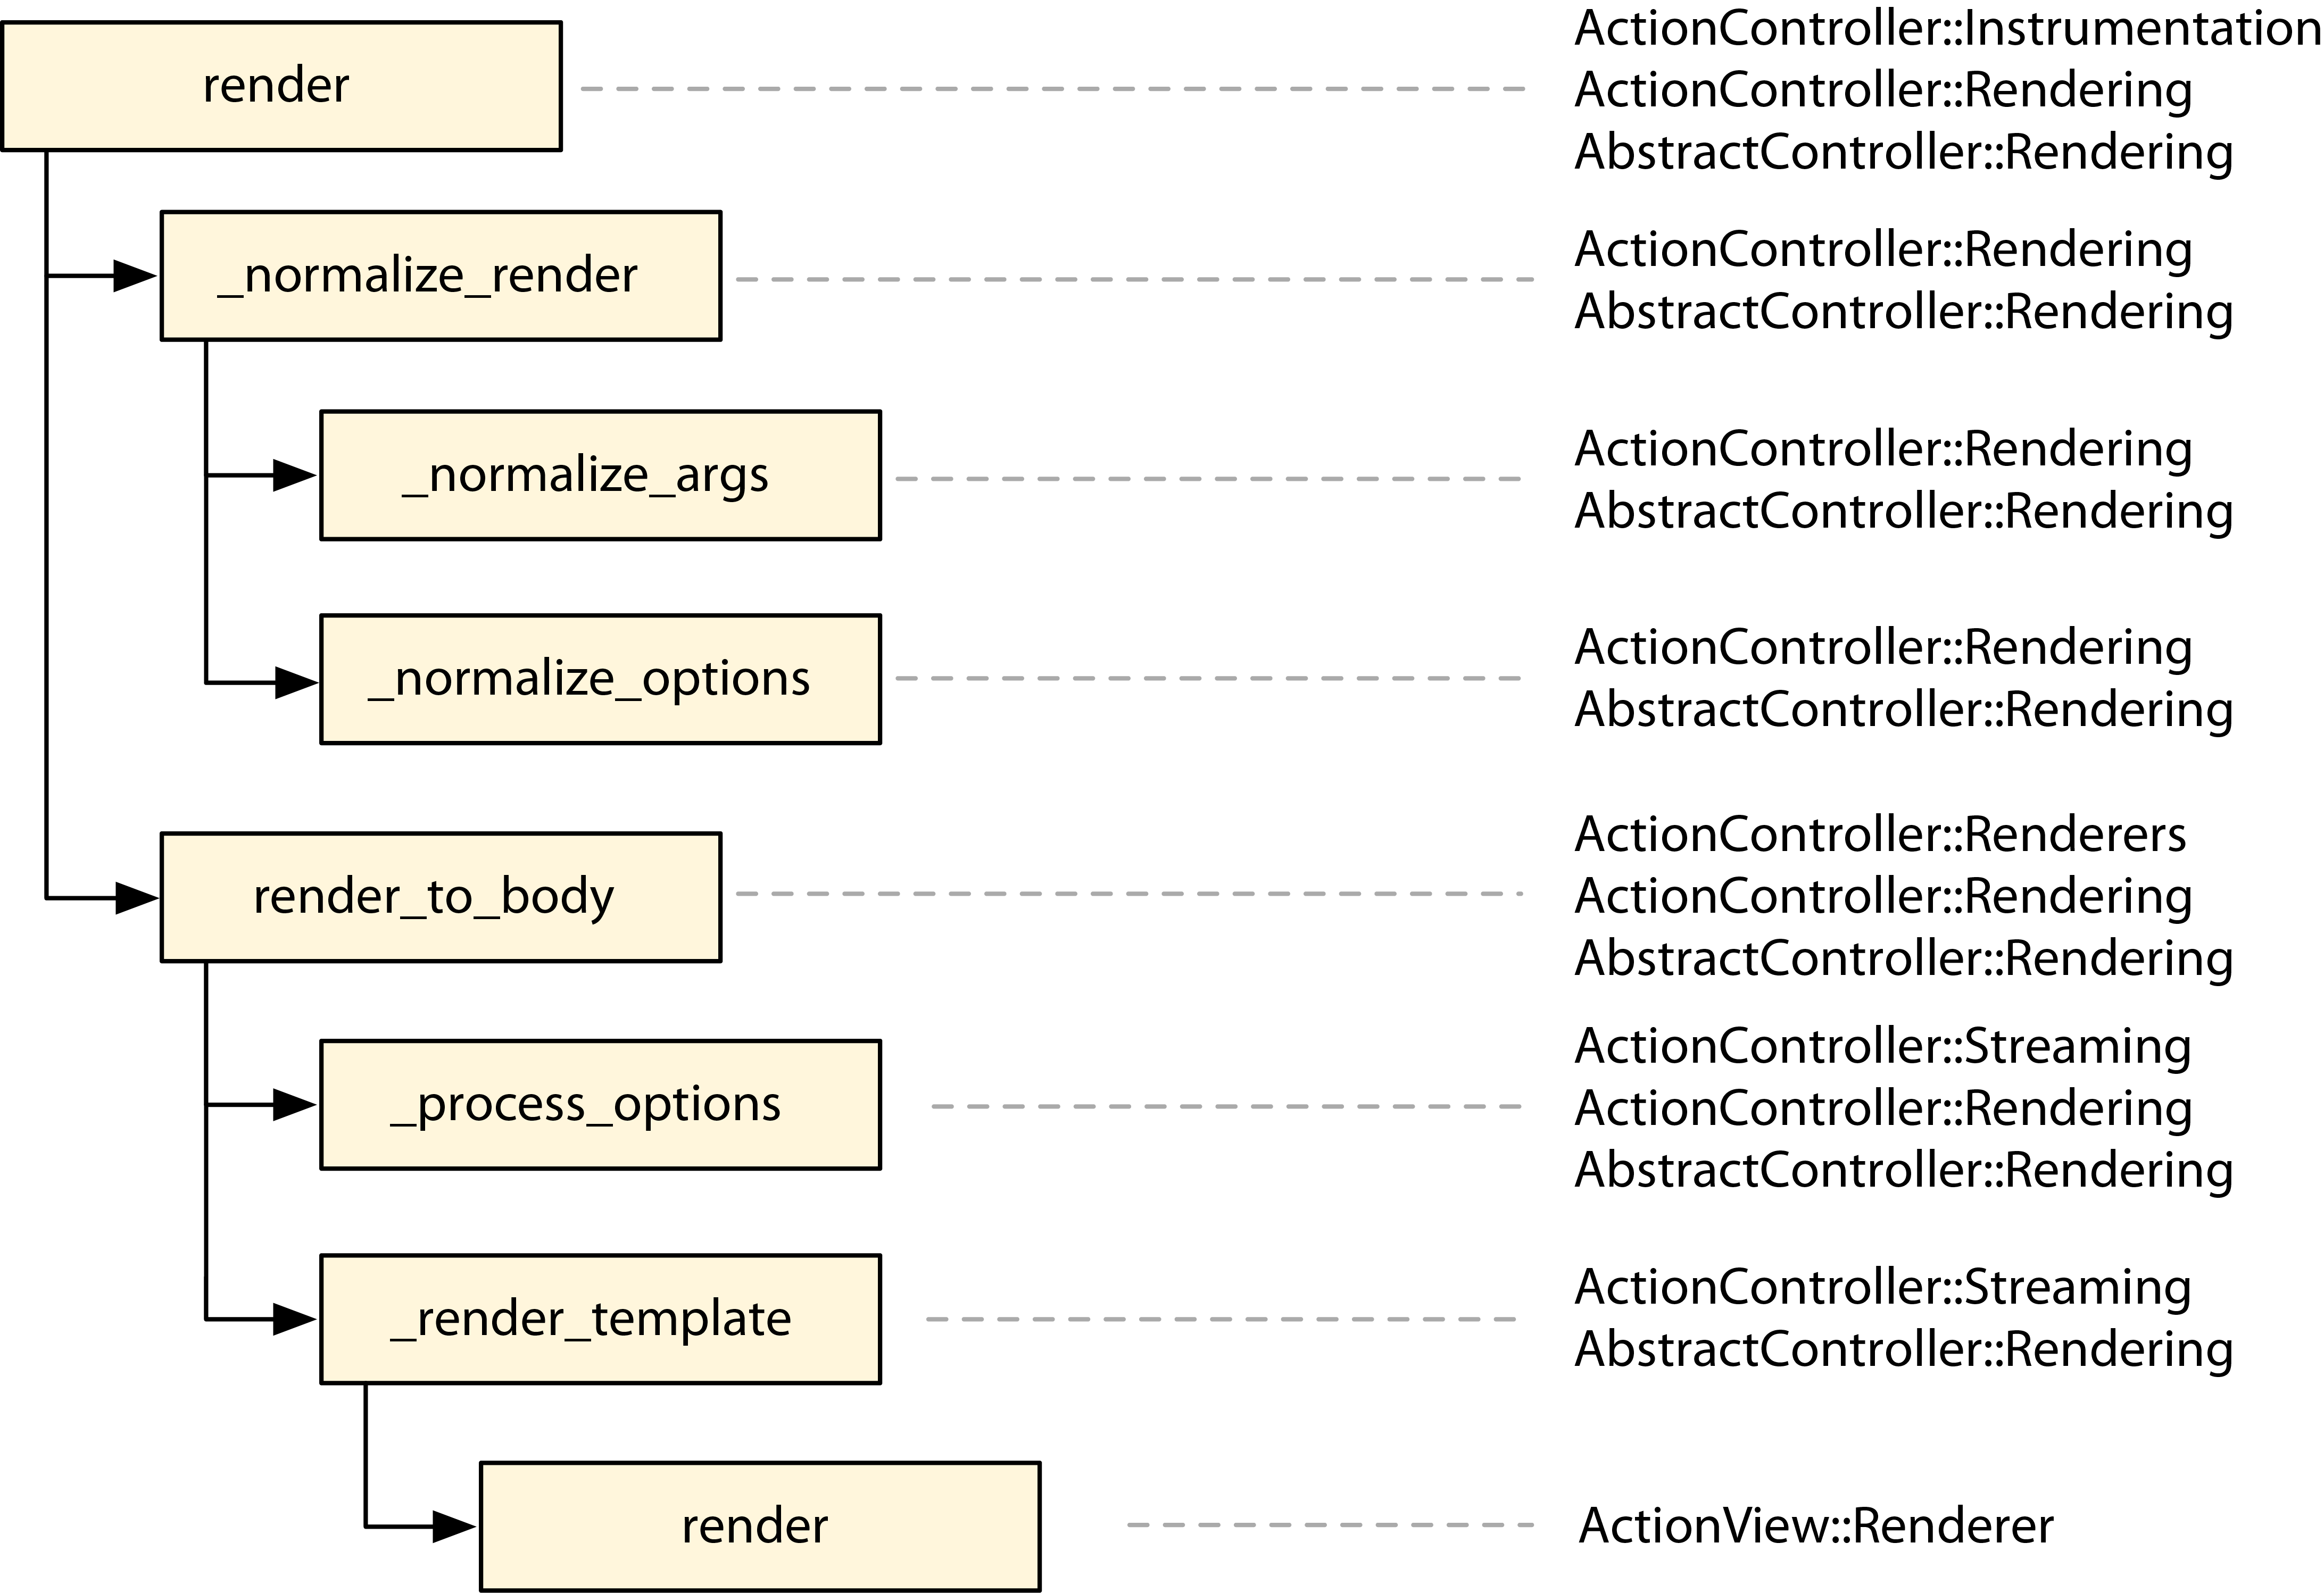 render
ActionController::Instrumentation
ActionController::Rendering
AbstractController::Rendering
_normalize_render
ActionController::Rendering
AbstractController::Rendering
_normalize_args
ActionController::Rendering
AbstractController::Rendering
_normalize_options
ActionController::Rendering
AbstractController::Rendering
render_to_body
ActionController::Renderers
ActionController::Rendering
AbstractController::Rendering
_process_options
ActionController::Streaming
ActionController::Rendering
AbstractController::Rendering
_render_template
ActionController::Streaming
AbstractController::Rendering
render
ActionView::Renderer